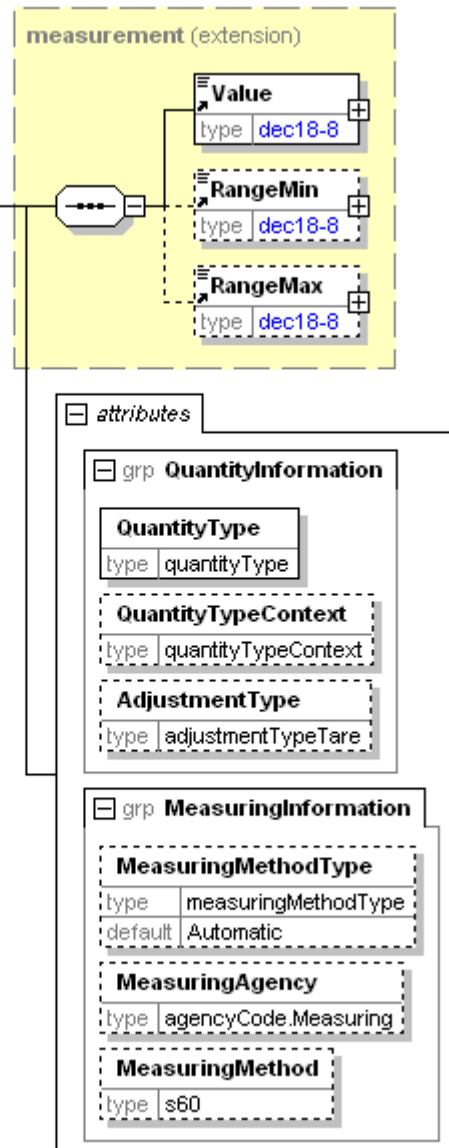 measurement (extension)
Value
type dec18-8
RangeMin
type dec18-8
RangeMax
type dec18-8
attributes
grp QuantityInformation
QuantityType
type quantityType
QuantityTypeContext
type quantityTypeContext
AdjustmentType
type adjustmentTypeTare
grp MeasuringInformation
MeasuringMethodType
type measuringMethodType
default Automatic
MeasuringAgency
type agencyCode.Measuring
MeasuringMethod
type s60